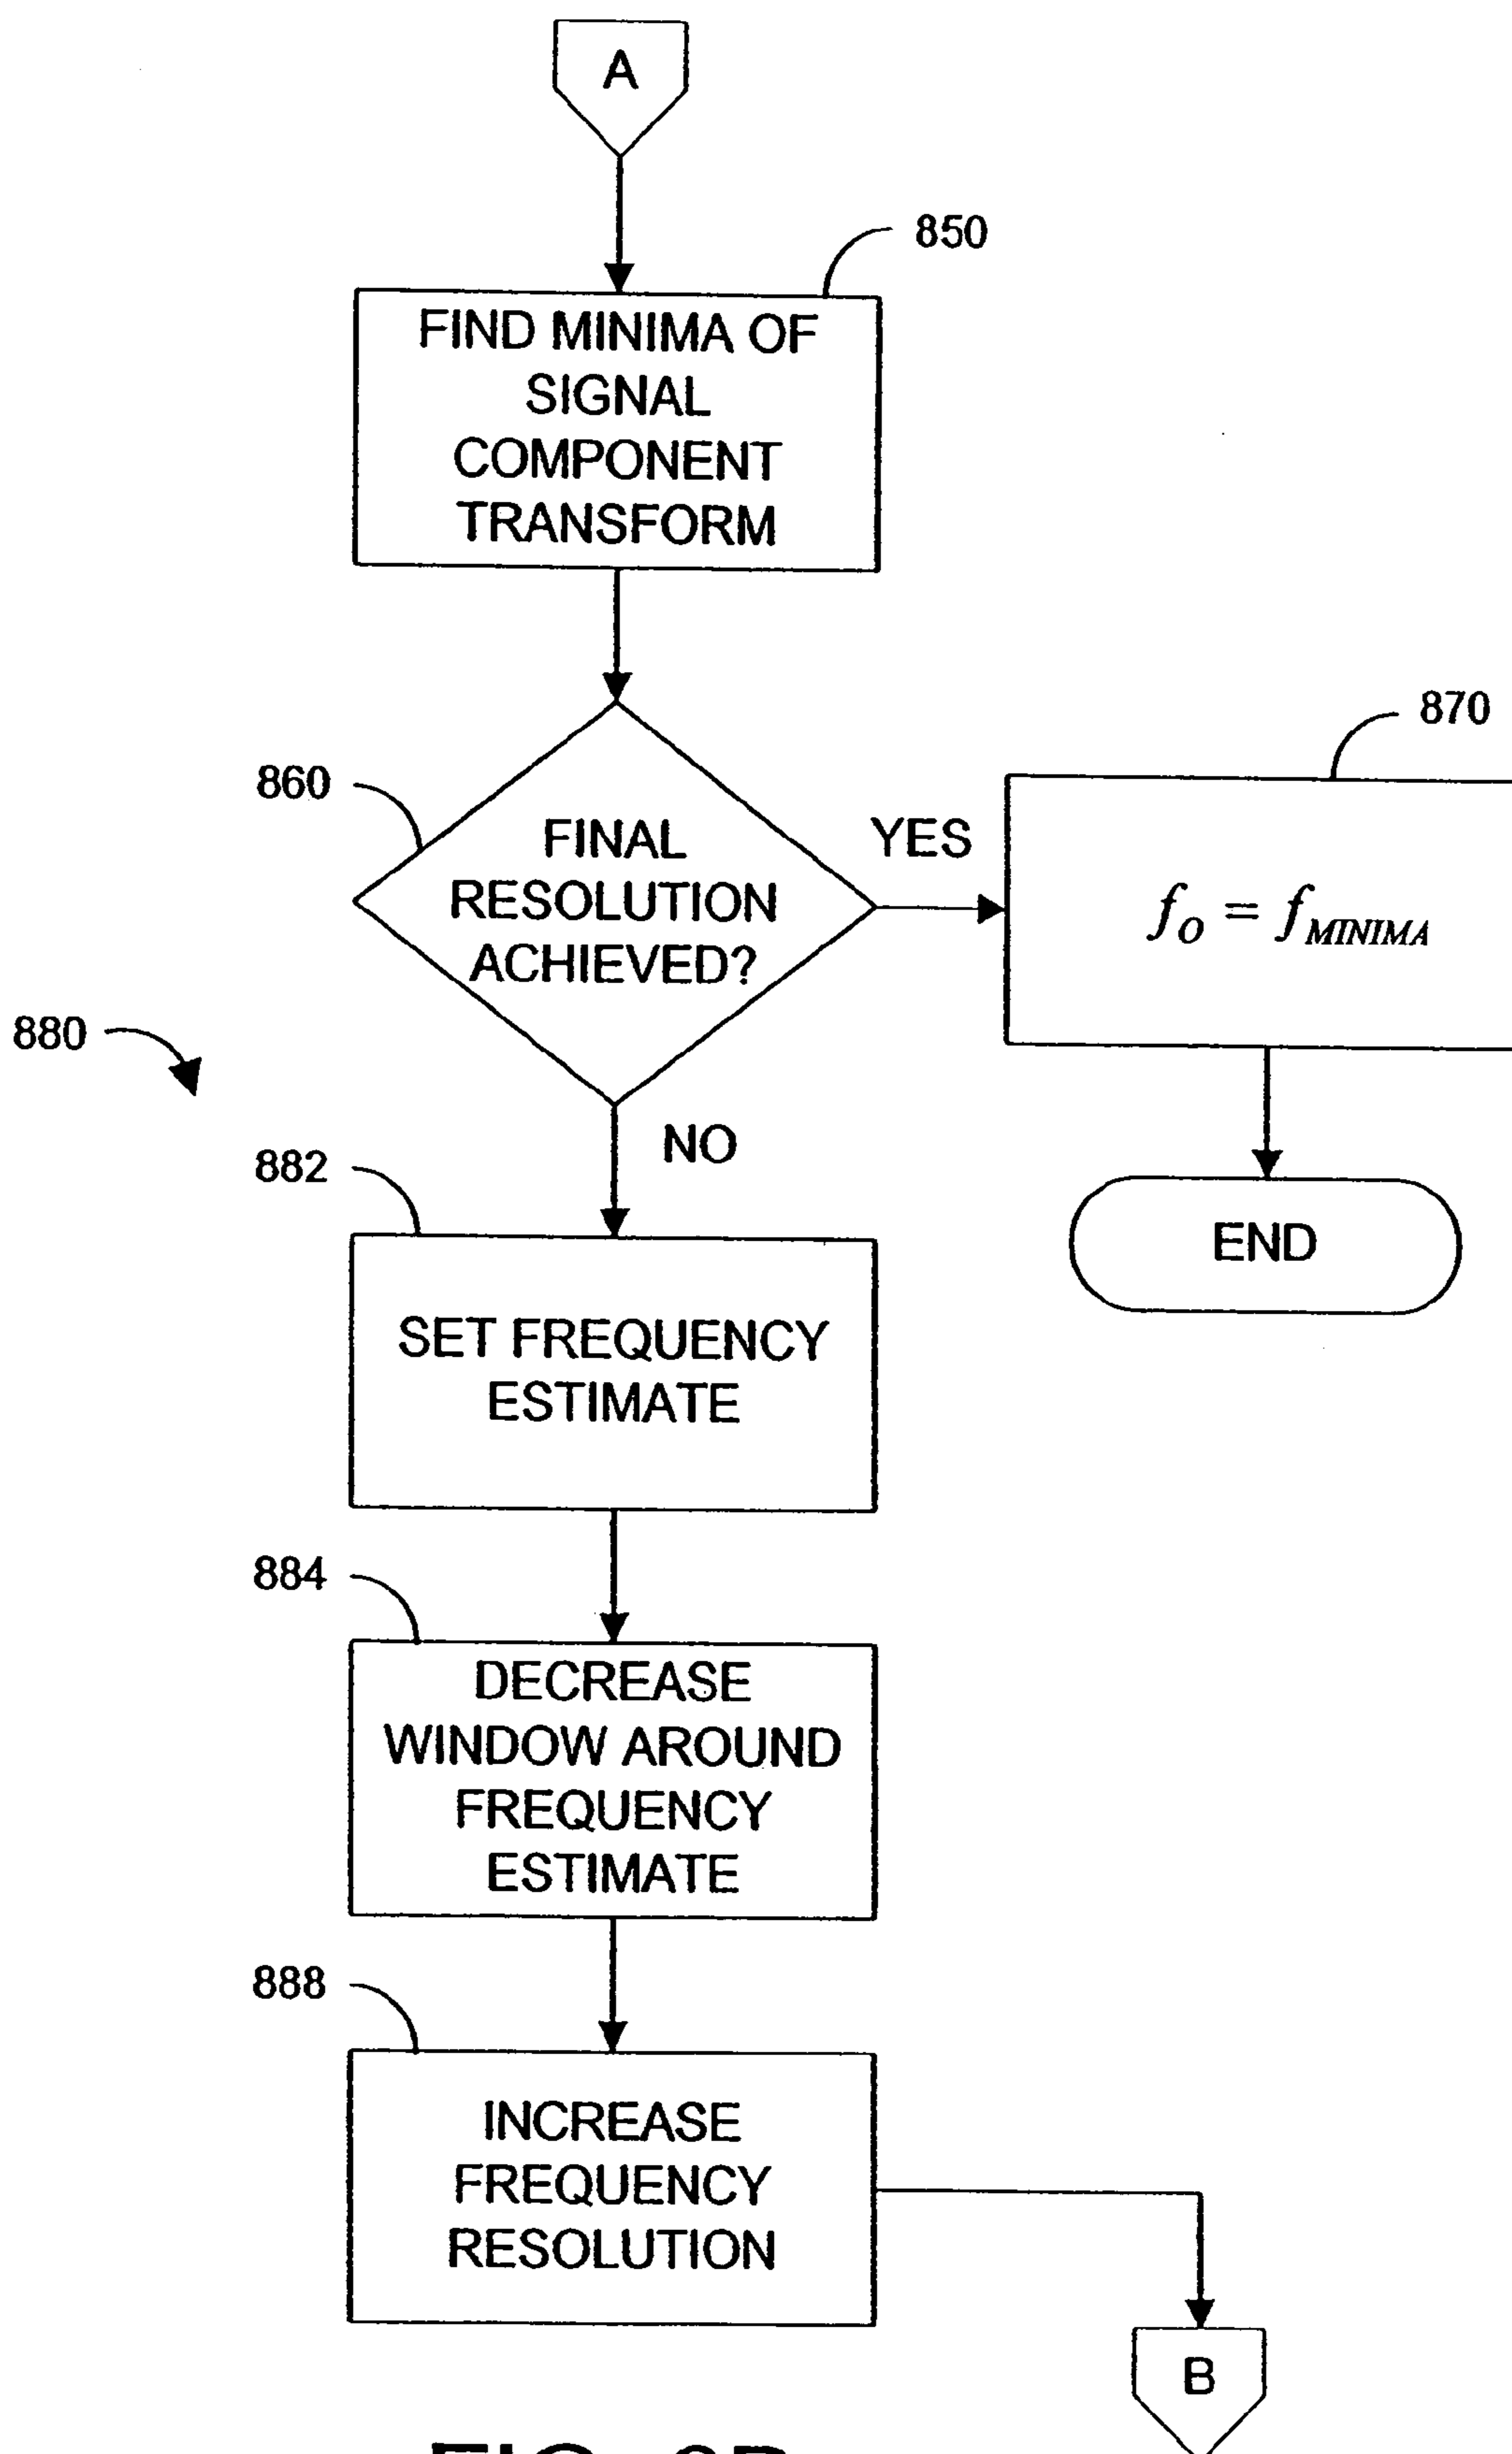 A
850
FIND MINIMA OF
SIGNAL
COMPONENT
TRANSFORM
870
860
FINAL
RESOLUTION
ACHIEVED?
YES
f_O = f_MINIMA
880
NO
882
END
SET FREQUENCY
ESTIMATE
884
DECREASE
WINDOW AROUND
FREQUENCY
ESTIMATE
888
INCREASE
FREQUENCY
RESOLUTION
B